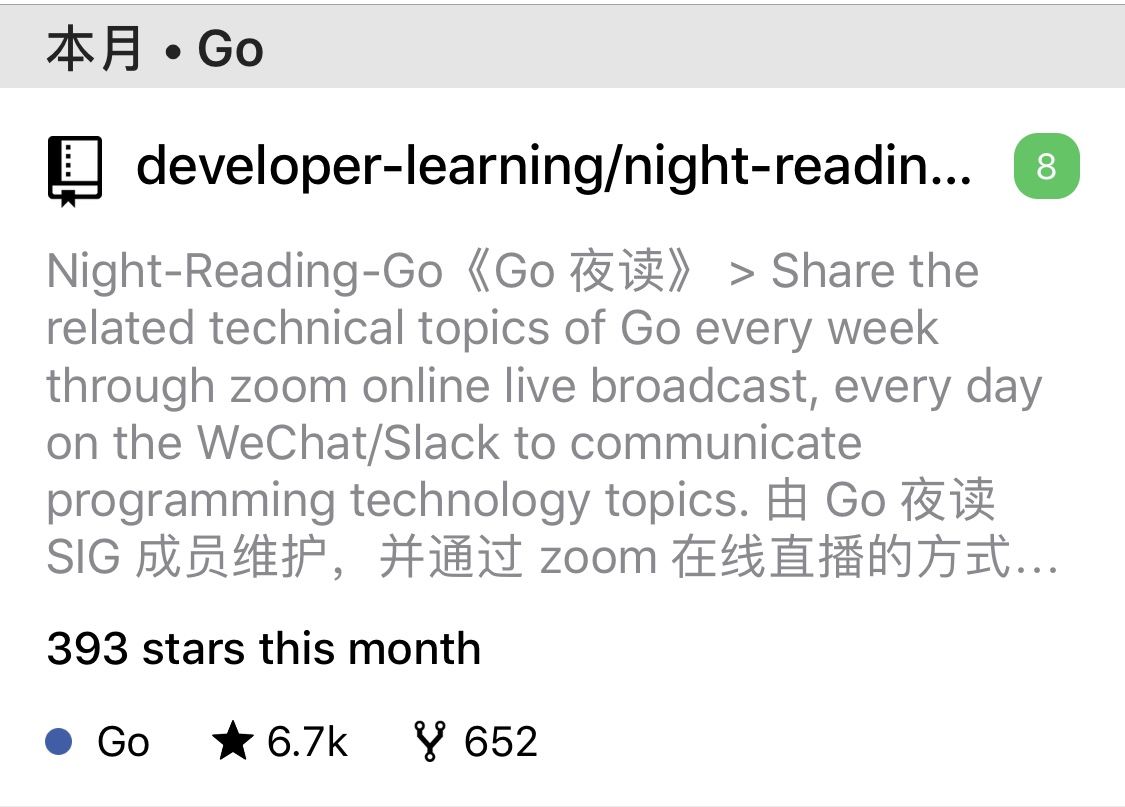 本月 • Go
developer-learning/night-readin...
8
Night-Reading-Go《Go 夜读》 > Share the
related technical topics of Go every week
through zoom online live broadcast, every day
on the WeChat/Slack to communicate
programming technology topics. 由 Go 夜读
SIG 成员维护，并通过 zoom 在线直播的方式...
393 stars this month
Go 6.7k 652